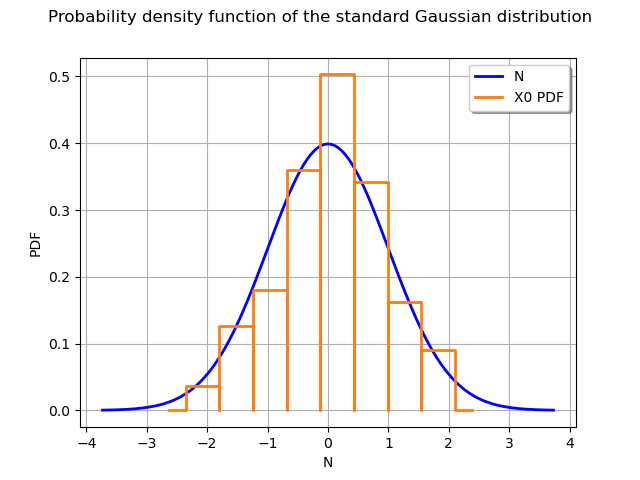 Probability density function of the standard Gaussian distribution
N
X0 PDF
0.5
0.4
0.3
0.2
0.1
0.0
PDF
−4 −3 −2 −1 0 1 2 3 4
N